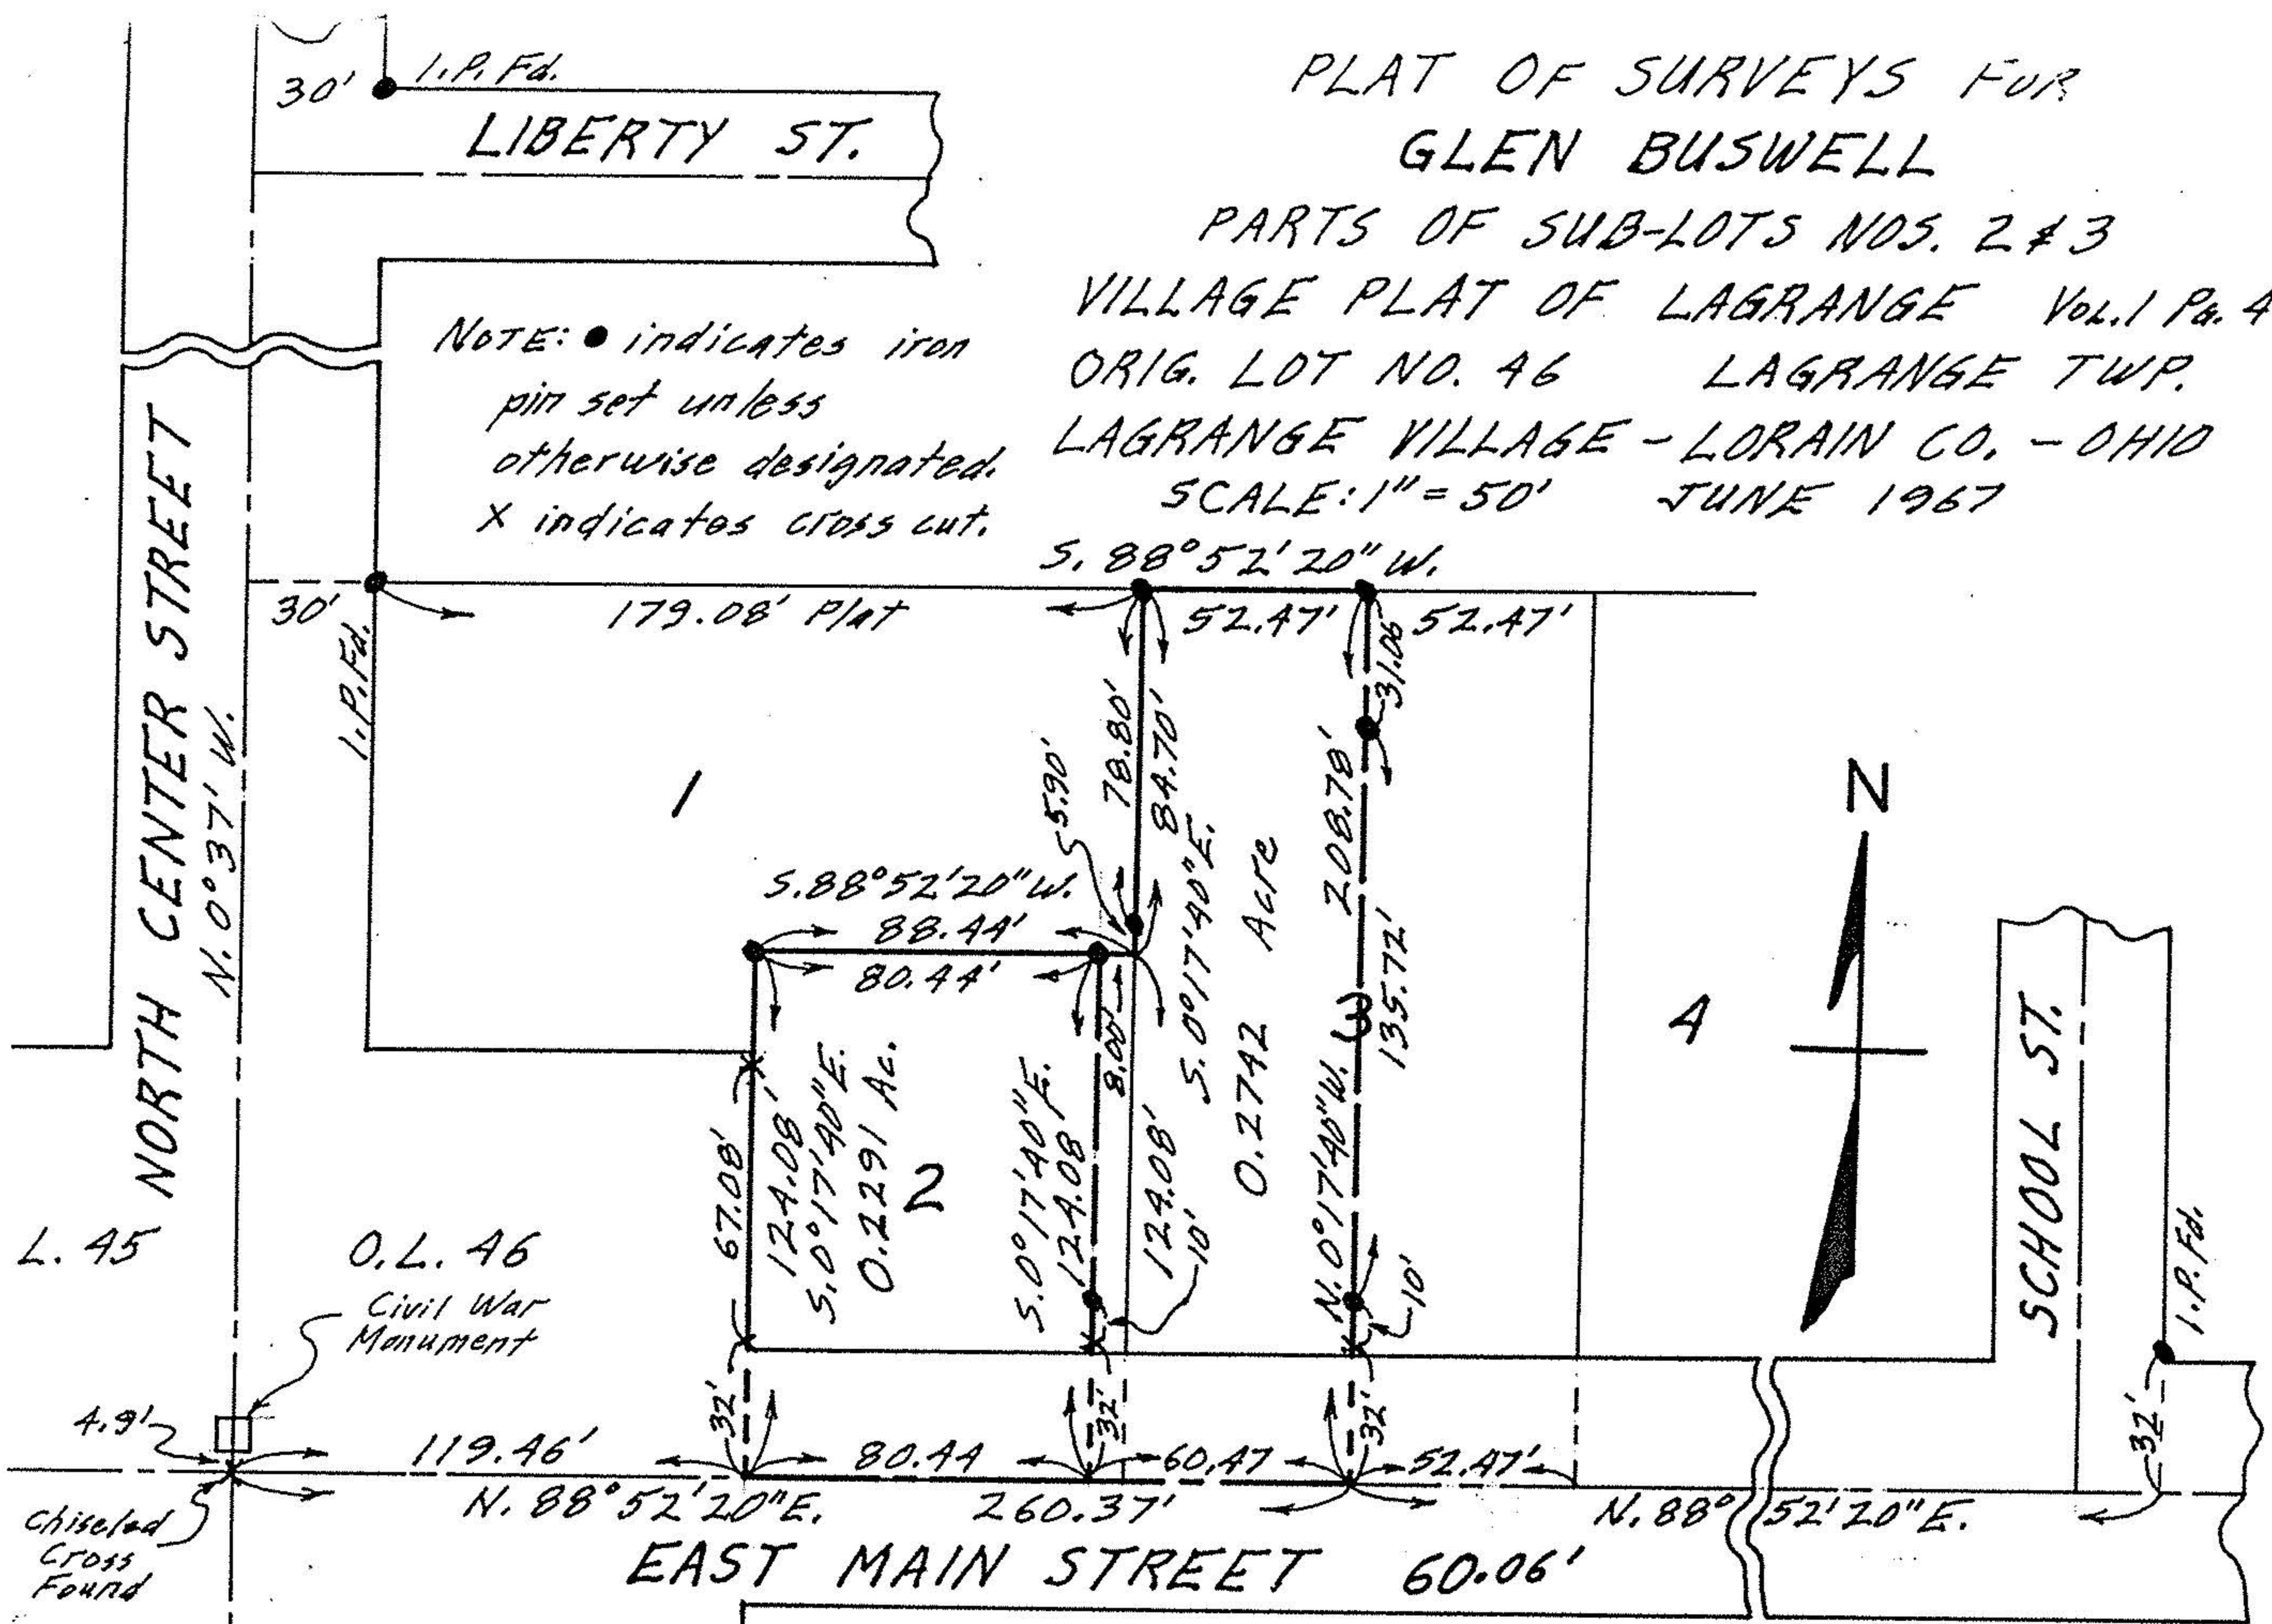 PLAT OF SURVEYS FOR
GLEN BUSWELL
PARTS OF SUB-LOTS NOS. 2 & 3
VILLAGE PLAT OF LAGRANGE VOL. 1 PG. 4
ORIG. LOT NO. 46 LAGRANGE TWP.
LAGRANGE VILLAGE - LORAIN CO. - OHIO
SCALE: 1" = 50' JUNE 1967
30'
I.P. Fd.
LIBERTY ST.
NOTE: ● indicates iron
pin set unless
otherwise designated.
X indicates cross cut.
NORTH CENTER STREET
N. 0° 37' W.
30'
I.P. Fd.
179.08' Plat
S. 88° 52' 20" W.
52.47'
52.47'
31.06'
1
5.90'
78.80'
84.70'
S. 0° 17' 40" E.
0.2742 Acre
208.78'
N. 0° 17' 40" W.
3
135.72'
4
N
S. 88° 52' 20" W.
88.44'
80.44'
8.00'
67.08'
124.08'
S. 0° 17' 40" E.
0.2291 Ac.
2
S. 0° 17' 40" E.
124.08'
124.08'
10'
10'
SCHOOL ST.
I.P. Fd.
L. 45
O.L. 46
Civil War
Monument
4.9'
32'
32'
32'
32'
119.46'
80.44
60.47
52.47'
N. 88° 52' 20" E.
260.37'
N. 88° 52' 20" E.
Chiseled
Cross
Found
EAST MAIN STREET 60.06'